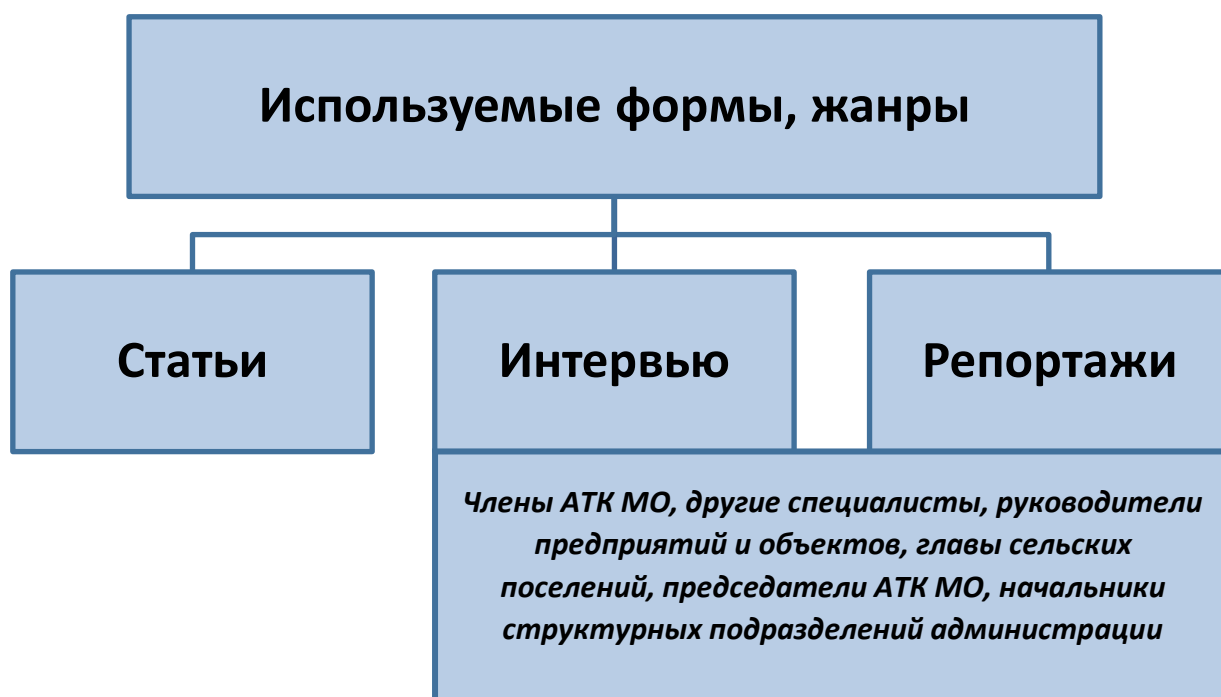 Используемые формы, жанры
Статьи
Интервью
Репортажи
Члены АТК МО, другие специалисты, руководители
предприятий и объектов, главы сельских
поселений, председатели АТК МО, начальники
структурных подразделений администрации